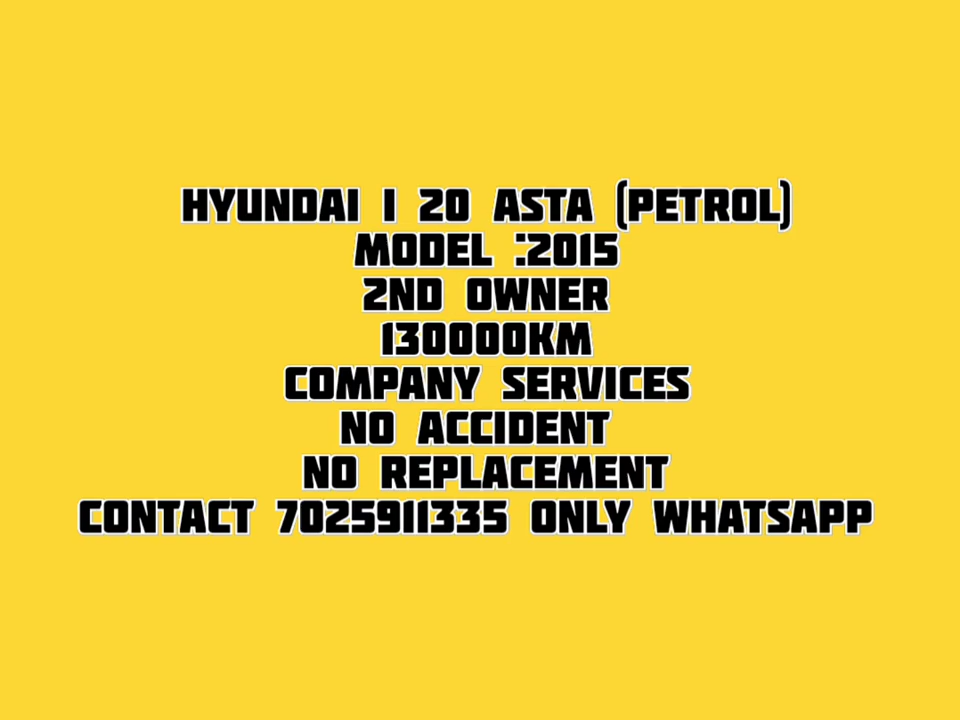 HYUNDAI I 20 ASTA (PETROL)
MODEL :2015
2ND OWNER
130000KM
COMPANY SERVICES
NO ACCIDENT
NO REPLACEMENT
CONTACT 7025911335 ONLY WHATSAPP